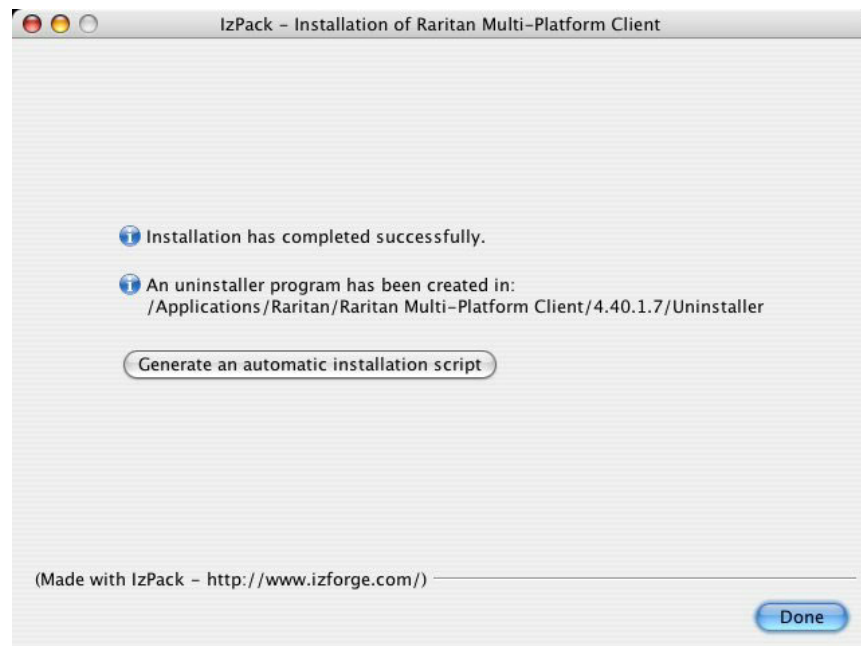 IzPack – Installation of Raritan Multi–Platform Client
Installation has completed successfully.
An uninstaller program has been created in:
/Applications/Raritan/Raritan Multi–Platform Client/4.40.1.7/Uninstaller
Generate an automatic installation script
(Made with IzPack – http://www.izforge.com/)
Done